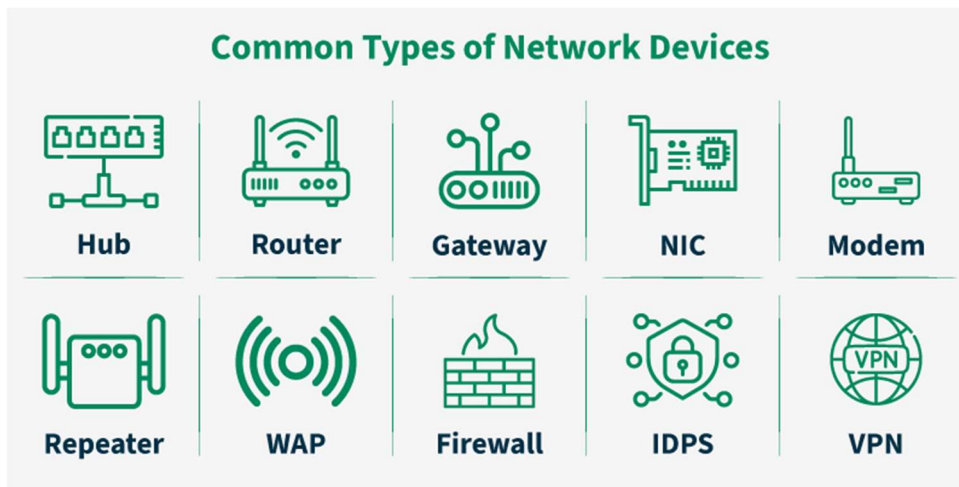 Common Types of Network Devices
Hub
Router
Gateway
NIC
Modem
Repeater
WAP
Firewall
IDPS
VPN
VPN